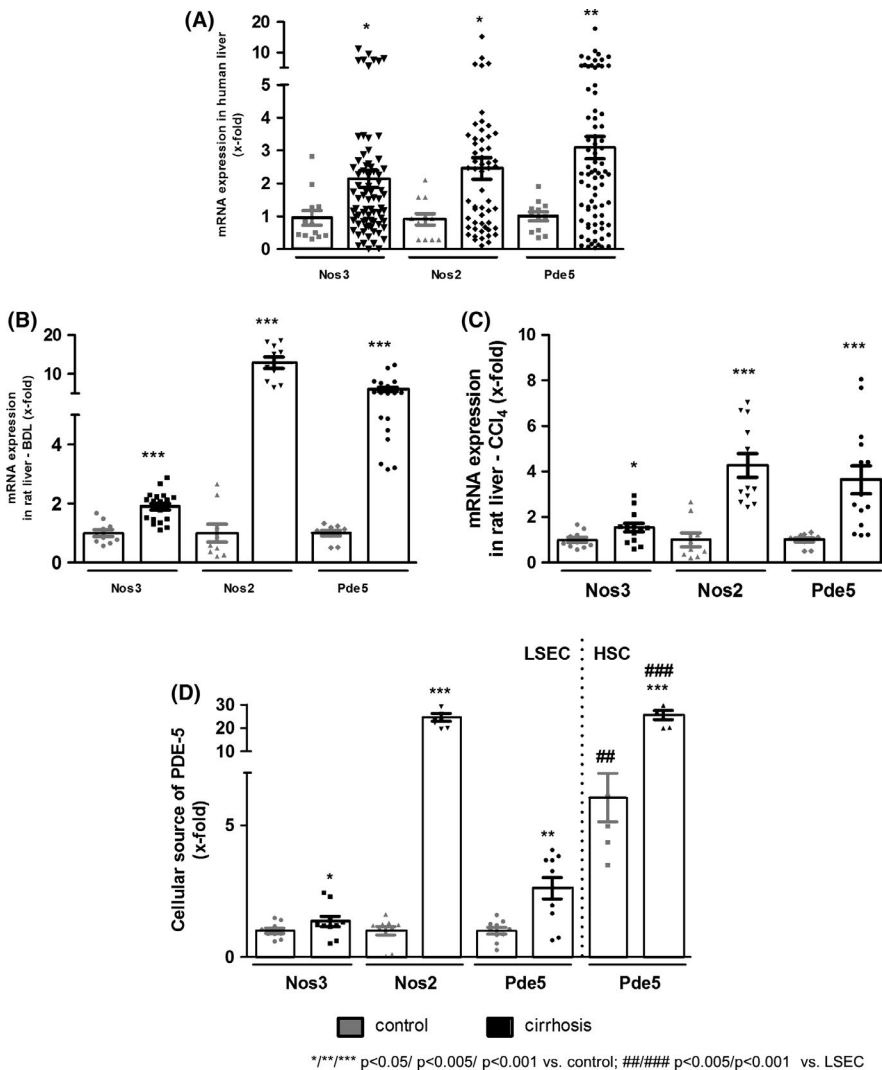 (A)
mRNA expression in human liver
(x-fold)
20
15
10
5
4
3
2
1
0
*
*
**
Nos3
Nos2
Pde5
(B)
mRNA expression
in rat liver - BDL (x-fold)
20
10
4
2
0
***
***
***
Nos3
Nos2
Pde5
(C)
mRNA expression
in rat liver - CCl₄ (x-fold)
10
8
6
4
2
0
*
***
***
Nos3
Nos2
Pde5
(D)
Cellular source of PDE-5
(x-fold)
30
20
10
5
0
LSEC
HSC
*
***
**
##
###
***
Nos3
Nos2
Pde5
Pde5
control
cirrhosis
*/**/*** p<0.05/ p<0.005/ p<0.001 vs. control; ##/### p<0.005/p<0.001 vs. LSEC